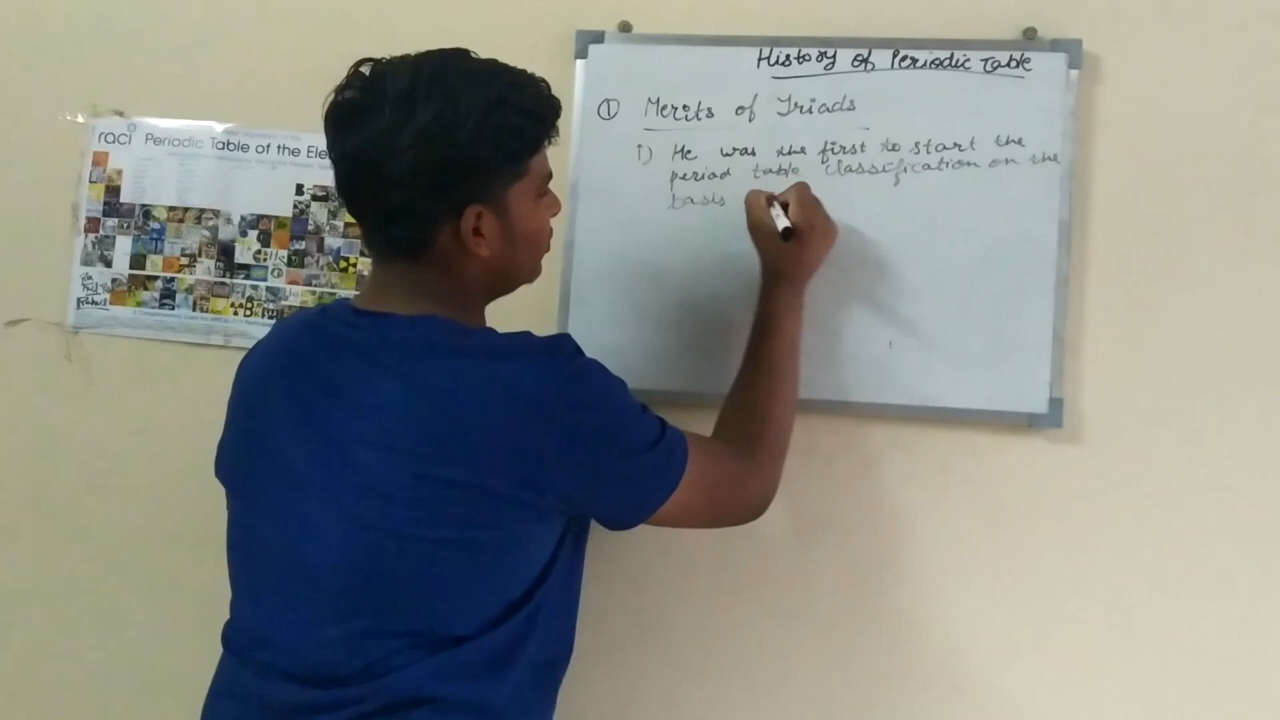 History of Periodic Table
① Merits of Triads
i) He was the first to start the
period table classification on the
basis
raci Periodic Table of the Ele